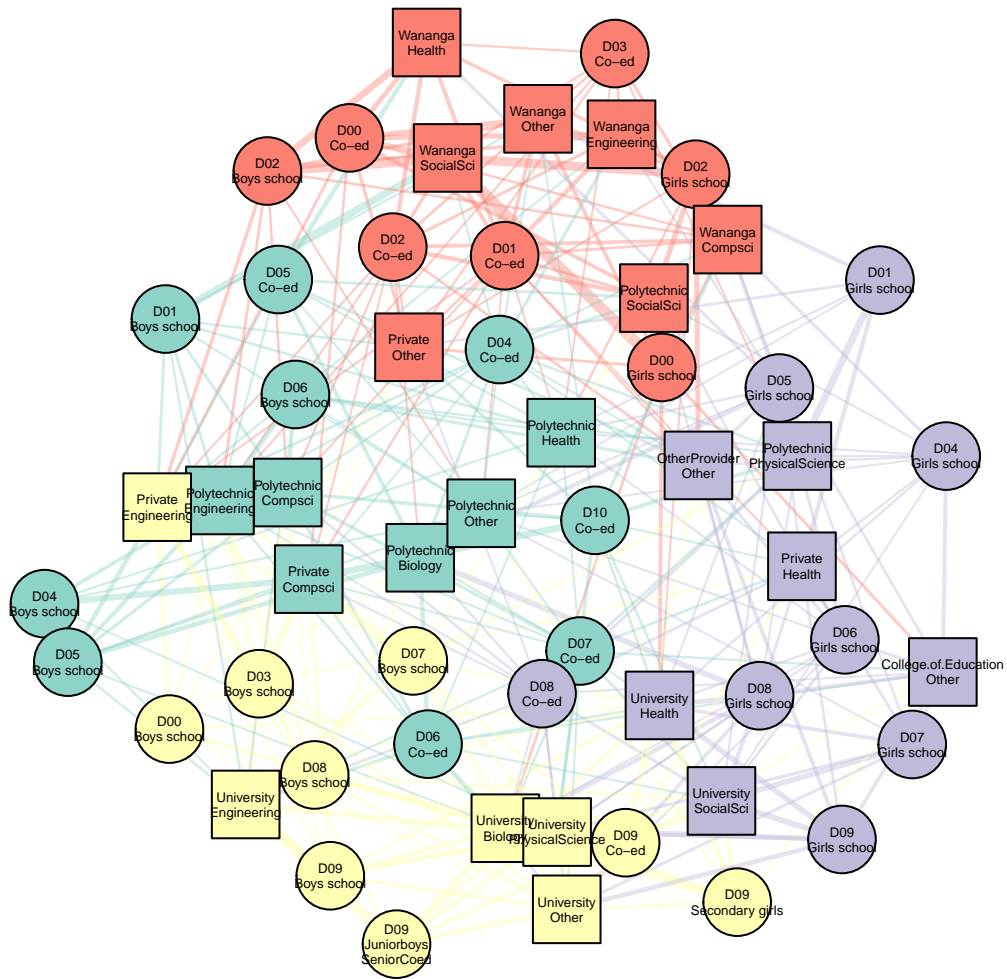 Wananga
Health
D03
Co–ed
Wananga
Other
D00
Co–ed
Wananga
Engineering
Wananga
SocialSci
D02
Boys school
D02
Girls school
Wananga
Compsci
D02
Co–ed
D01
Co–ed
D05
Co–ed
D01
Girls school
Polytechnic
SocialSci
D01
Boys school
Private
Other
D04
Co–ed
D00
Girls school
D06
Boys school
D05
Girls school
Polytechnic
Health
OtherProvider
Other
Polytechnic
PhysicalScience
D04
Girls school
Private
Engineering
Polytechnic
Engineering
Polytechnic
Compsci
Polytechnic
Other
D10
Co–ed
Polytechnic
Biology
Private
Compsci
Private
Health
D04
Boys school
D05
Boys school
D06
Girls school
D07
Co–ed
D07
Boys school
D03
Boys school
College.of.Education
Other
D08
Co–ed
D08
Girls school
University
Health
D00
Boys school
D06
Co–ed
D07
Girls school
D08
Boys school
University
Engineering
University
SocialSci
University
Biology
University
PhysicalScience
D09
Co–ed
D09
Girls school
D09
Boys school
D09
Secondary girls
University
Other
D09
Juniorboys
SeniorCoed